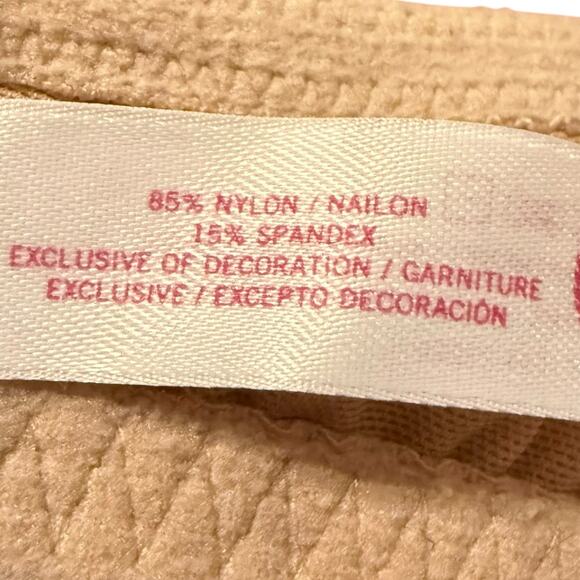 85% NYLON / NAILON
15% SPANDEX
EXCLUSIVE OF DECORATION / GARNITURE
EXCLUSIVE / EXCEPTO DECORACIÓN